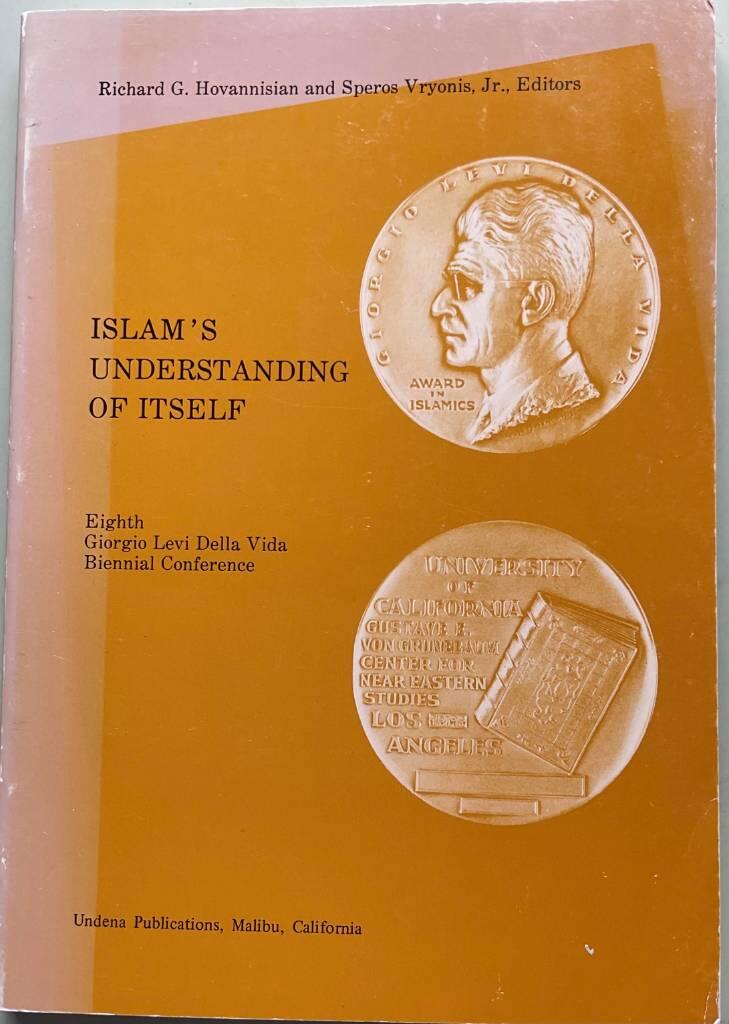 Richard G. Hovannisian and Speros Vryonis, Jr., Editors
GIORGIO LEVI DELLA VIDA
AWARD
IN
ISLAMICS
ISLAM'S
UNDERSTANDING
OF ITSELF
Eighth
Giorgio Levi Della Vida
Biennial Conference
UNIVERSITY
OF
CALIFORNIA
GUSTAVE E.
VON GRUNEBAUM
CENTER FOR
NEAR EASTERN
STUDIES
LOS
ANGELES
Undena Publications, Malibu, California